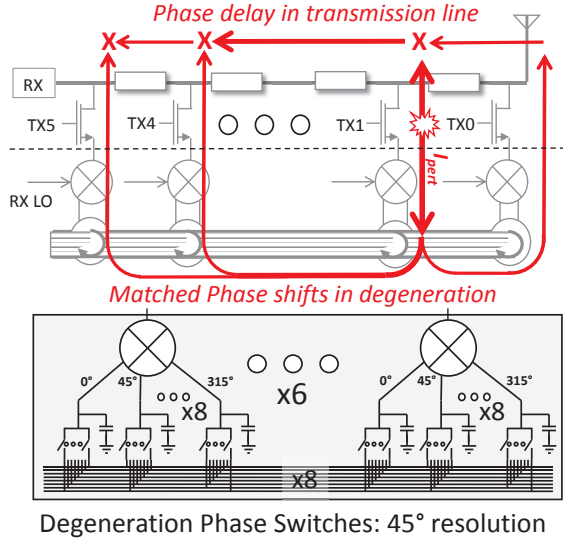 Phase delay in transmission line
X X X
RX
TX5 TX4 TX1 TX0
I_pert
RX LO
Matched Phase shifts in degeneration
0° 45° 315° 0° 45° 315°
x8 x6 x8
x8
Degeneration Phase Switches: 45° resolution